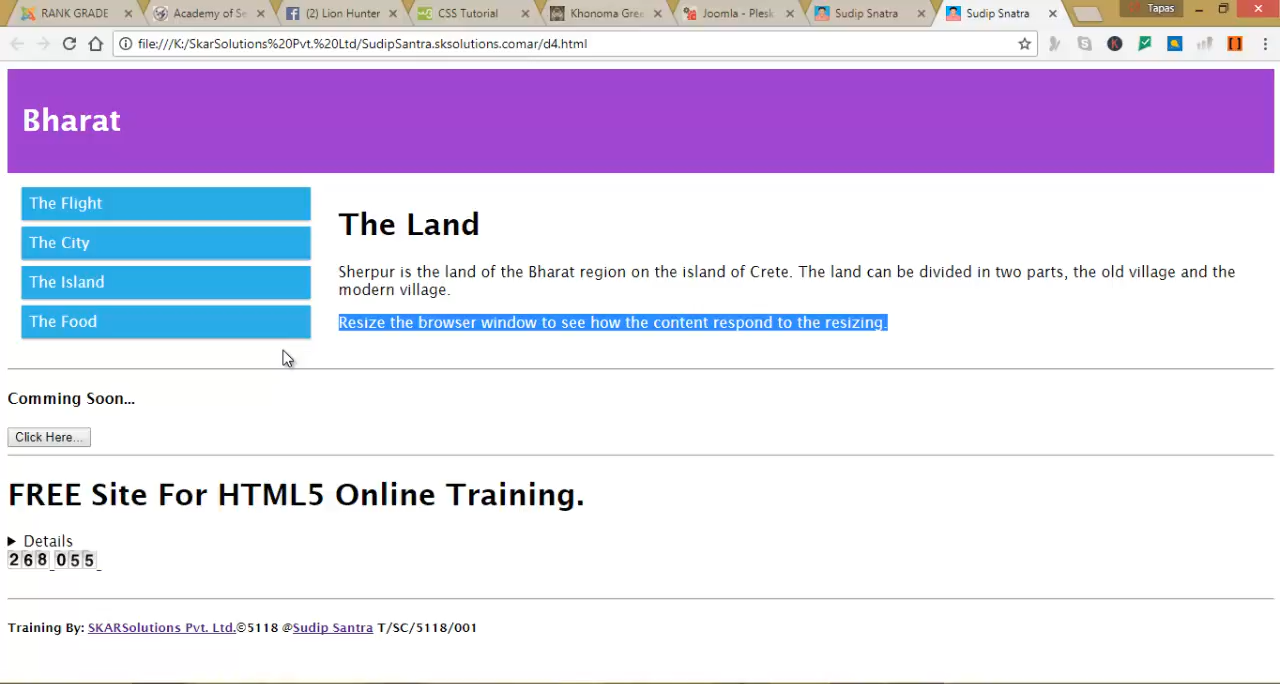 RANK GRADE
Academy of Se
(2) Lion Hunter
CSS Tutorial
Khonoma Gree
Joomla - Plesk
Sudip Snatra
Sudip Snatra
Tapas
file:///K:/SkarSolutions%20Pvt.%20Ltd/SudipSantra.sksolutions.comar/d4.html
Bharat
The Flight
The City
The Island
The Food
The Land
Sherpur is the land of the Bharat region on the island of Crete. The land can be divided in two parts, the old village and the
modern village.
Resize the browser window to see how the content respond to the resizing.
Comming Soon...
Click Here...
FREE Site For HTML5 Online Training.
Details
268 055
Training By: SKARSolutions Pvt. Ltd.©5118 @Sudip Santra T/SC/5118/001